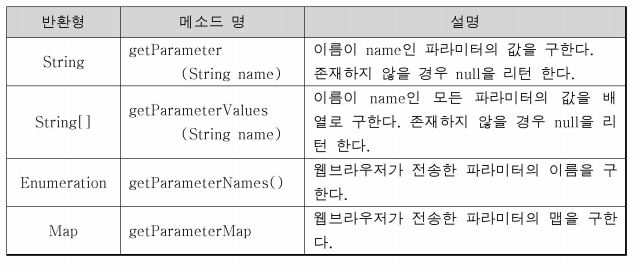 반환형 메소드 명 설명
String
getParameter
(String name)
이름이 name인 파라미터의 값을 구한다.
존재하지 않을 경우 null을 리턴 한다.
String[]
getParameterValues
(String name)
이름이 name인 모든 파라미터의 값을 배
열로 구한다. 존재하지 않을 경우 null을 리
턴 한다.
Enumeration
getParameterNames()
웹브라우저가 전송한 파라미터의 이름을 구
한다.
Map
getParameterMap
웹브라우저가 전송한 파라미터의 맵을 구한
다.